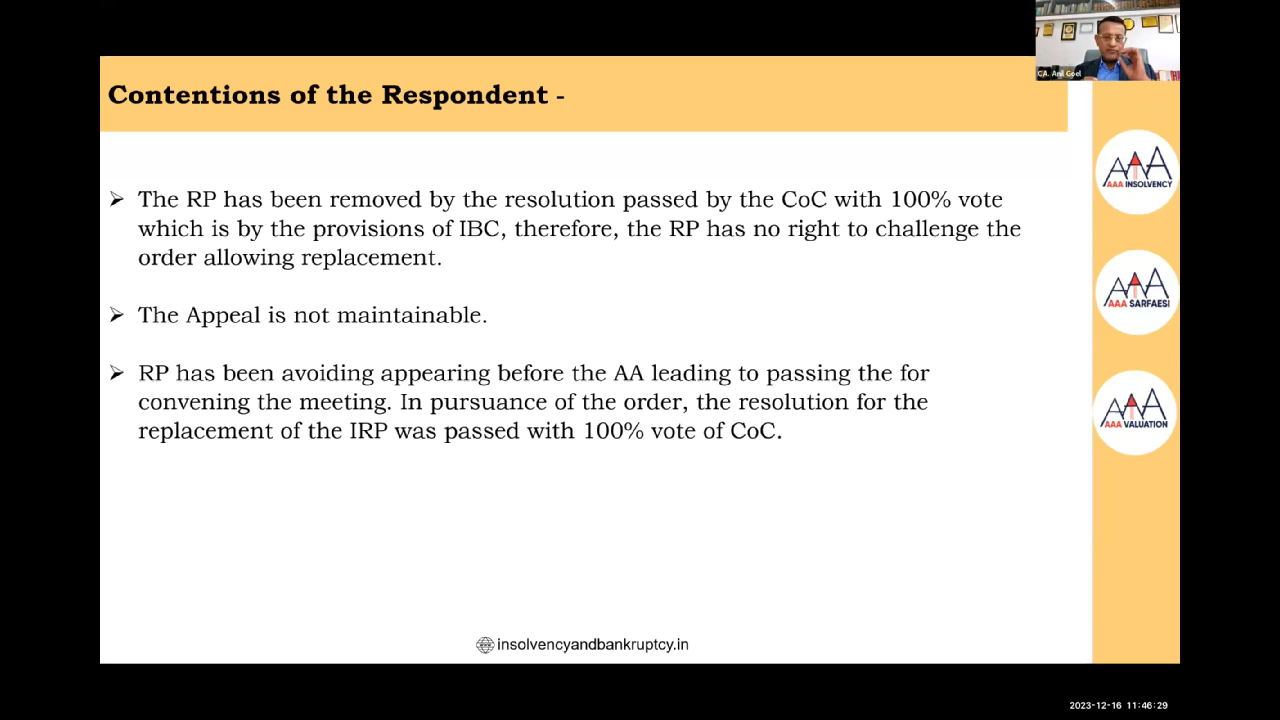 CA. Anil Goel
Contentions of the Respondent -
➢ The RP has been removed by the resolution passed by the CoC with 100% vote
which is by the provisions of IBC, therefore, the RP has no right to challenge the
order allowing replacement.
➢ The Appeal is not maintainable.
➢ RP has been avoiding appearing before the AA leading to passing the for
convening the meeting. In pursuance of the order, the resolution for the
replacement of the IRP was passed with 100% vote of CoC.
AAA INSOLVENCY
AAA SARFAESI
AAA VALUATION
insolvencyandbankruptcy.in
2023-12-16 11:46:29